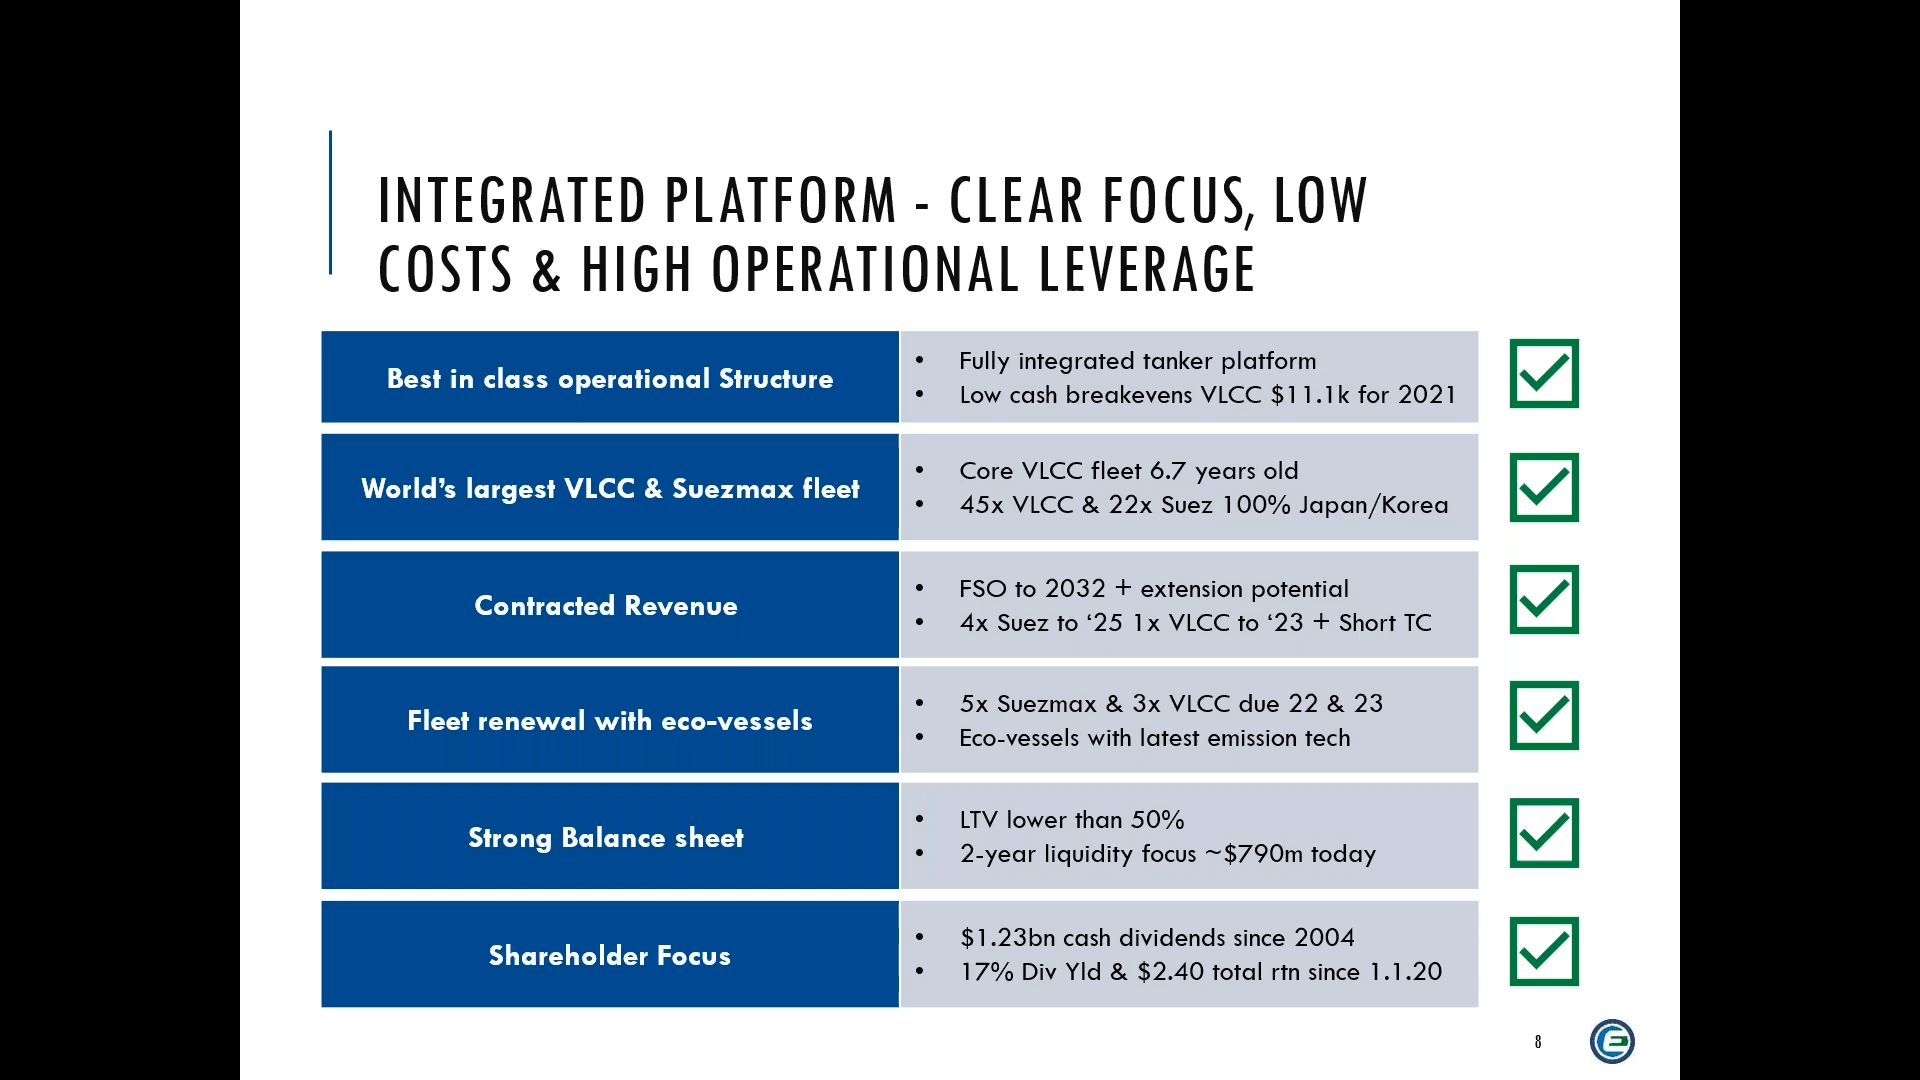 INTEGRATED PLATFORM - CLEAR FOCUS, LOW
COSTS & HIGH OPERATIONAL LEVERAGE
Best in class operational Structure
• Fully integrated tanker platform
• Low cash breakevens VLCC $11.1k for 2021
World’s largest VLCC & Suezmax fleet
• Core VLCC fleet 6.7 years old
• 45x VLCC & 22x Suez 100% Japan/Korea
Contracted Revenue
• FSO to 2032 + extension potential
• 4x Suez to ‘25 1x VLCC to ‘23 + Short TC
Fleet renewal with eco-vessels
• 5x Suezmax & 3x VLCC due 22 & 23
• Eco-vessels with latest emission tech
Strong Balance sheet
• LTV lower than 50%
• 2-year liquidity focus ~$790m today
Shareholder Focus
• $1.23bn cash dividends since 2004
• 17% Div Yld & $2.40 total rtn since 1.1.20
8